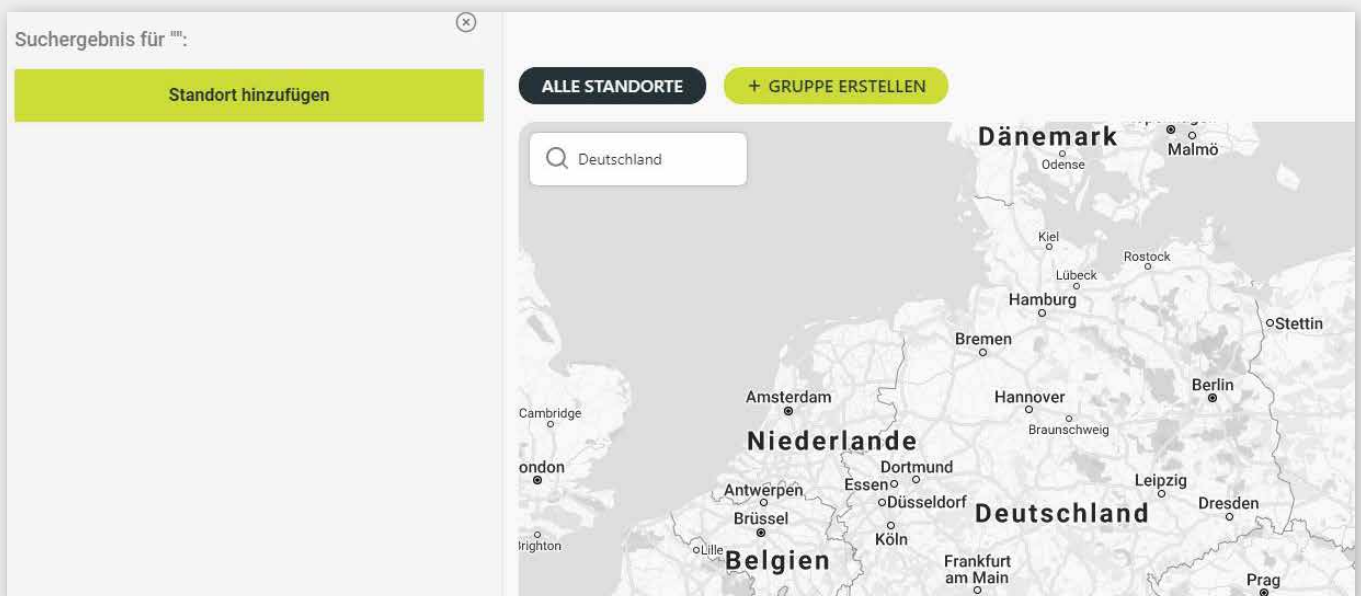 Suchergebnis für "":
Standort hinzufügen
ALLE STANDORTE
+ GRUPPE ERSTELLEN
Deutschland
Dänemark
Malmö
Odense
Kiel
Rostock
Lübeck
Hamburg
Stettin
Bremen
Berlin
Amsterdam
Hannover
Cambridge
Braunschweig
Niederlande
ondon
Dortmund
Essen
Leipzig
Antwerpen
Düsseldorf
Dresden
Deutschland
Brüssel
Köln
righton
Lille
Belgien
Frankfurt
am Main
Prag